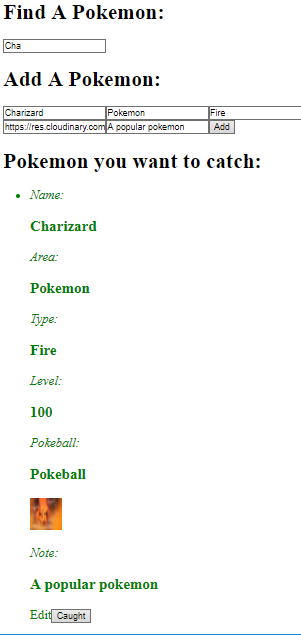 Find A Pokemon:
Cha
Add A Pokemon:
Charizard Pokemon Fire
https://res.cloudinary.com A popular pokemon Add
Pokemon you want to catch:
Name:
Charizard
Area:
Pokemon
Type:
Fire
Level:
100
Pokeball:
Pokeball
Note:
A popular pokemon
Edit Caught